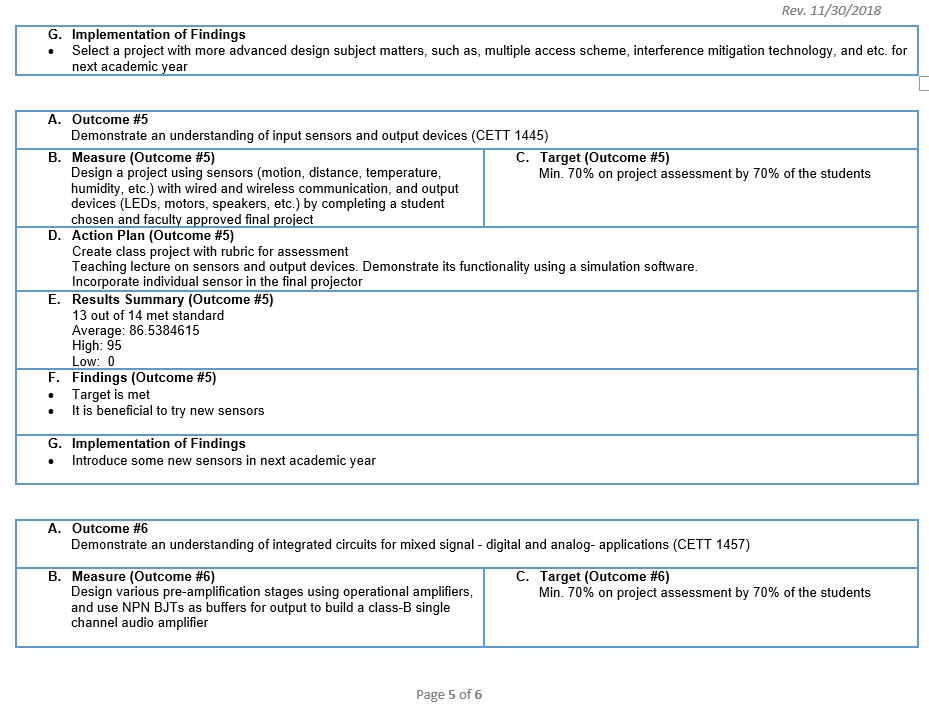 Rev. 11/30/2018
G. Implementation of Findings
• Select a project with more advanced design subject matters, such as, multiple access scheme, interference mitigation technology, and etc. for
next academic year
A. Outcome #5
Demonstrate an understanding of input sensors and output devices (CETT 1445)
B. Measure (Outcome #5)
Design a project using sensors (motion, distance, temperature,
humidity, etc.) with wired and wireless communication, and output
devices (LEDs, motors, speakers, etc.) by completing a student
chosen and faculty approved final project
C. Target (Outcome #5)
Min. 70% on project assessment by 70% of the students
D. Action Plan (Outcome #5)
Create class project with rubric for assessment
Teaching lecture on sensors and output devices. Demonstrate its functionality using a simulation software.
Incorporate individual sensor in the final projector
E. Results Summary (Outcome #5)
13 out of 14 met standard
Average: 86.5384615
High: 95
Low: 0
F. Findings (Outcome #5)
• Target is met
• It is beneficial to try new sensors
G. Implementation of Findings
• Introduce some new sensors in next academic year
A. Outcome #6
Demonstrate an understanding of integrated circuits for mixed signal - digital and analog- applications (CETT 1457)
B. Measure (Outcome #6)
Design various pre-amplification stages using operational amplifiers,
and use NPN BJTs as buffers for output to build a class-B single
channel audio amplifier
C. Target (Outcome #6)
Min. 70% on project assessment by 70% of the students
Page 5 of 6